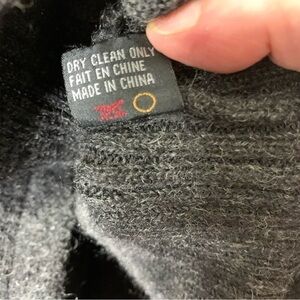 DRY CLEAN ONLY
FAIT EN CHINE
MADE IN CHINA